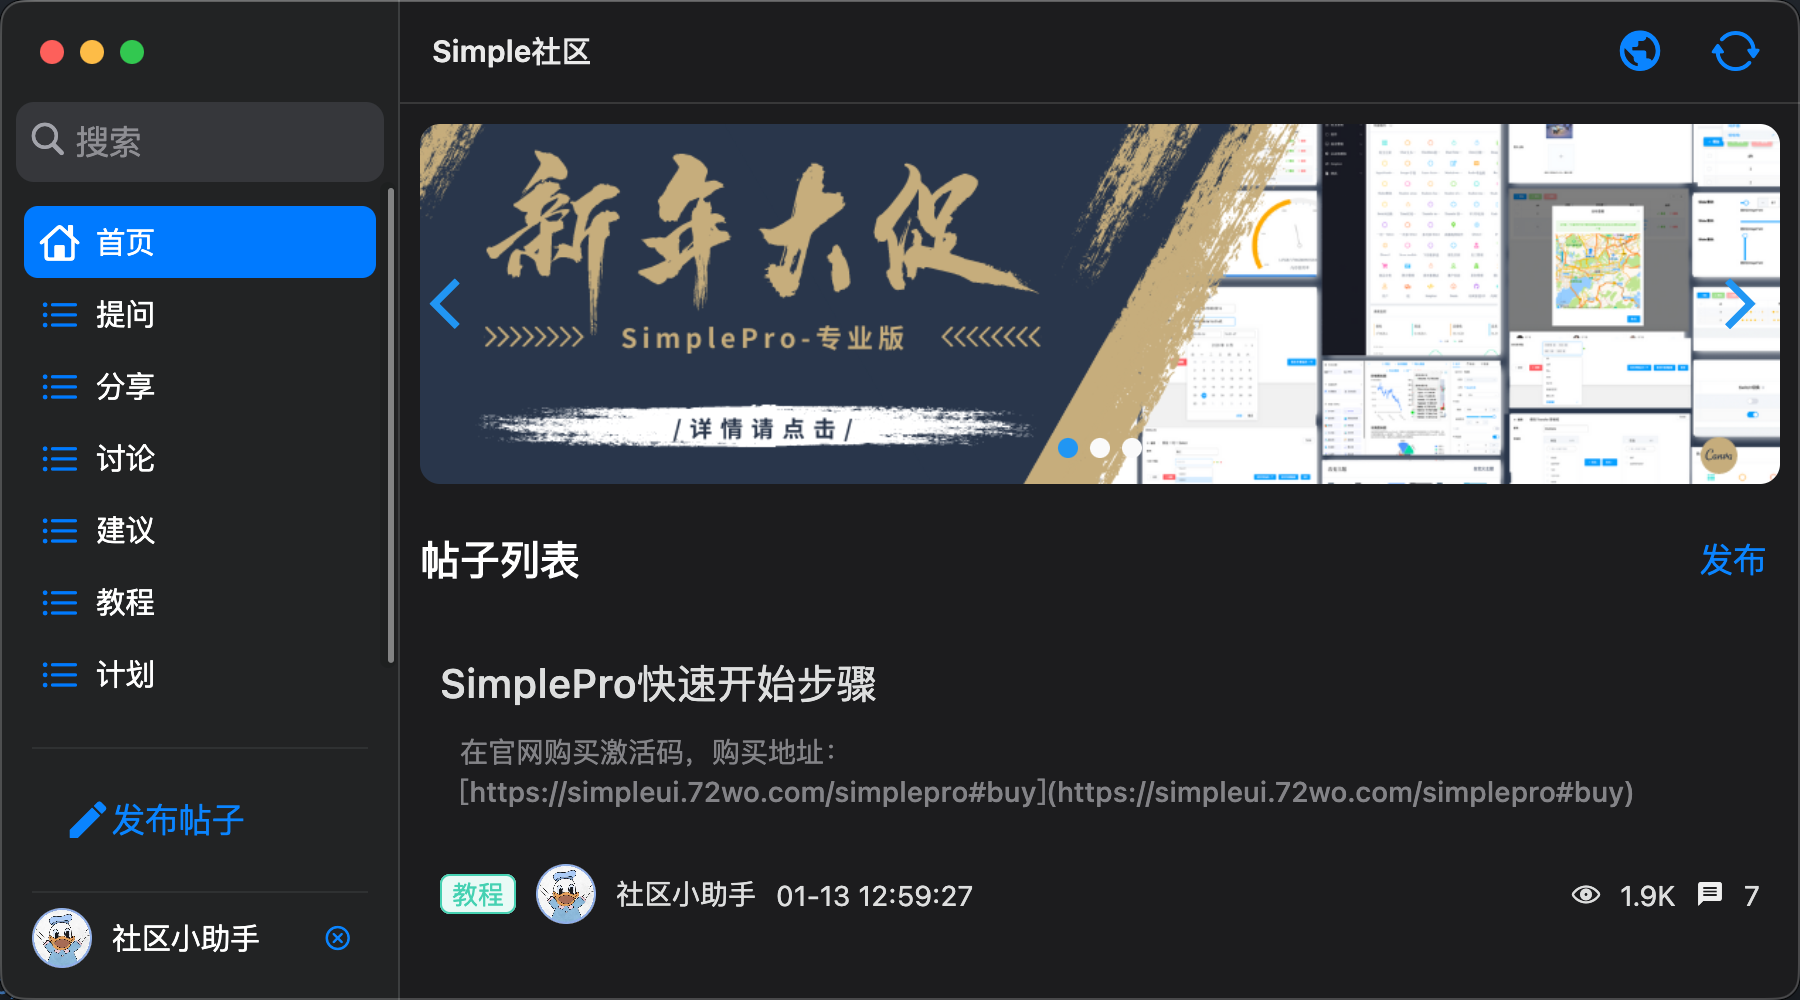 Simple社区
搜索
首页
提问
分享
讨论
建议
教程
计划
发布帖子
社区小助手
新年大促
SimplePro-专业版
/详情请点击/
Canva
帖子列表
发布
SimplePro快速开始步骤
在官网购买激活码，购买地址：
[https://simpleui.72wo.com/simplepro#buy](https://simpleui.72wo.com/simplepro#buy)
教程 社区小助手 01-13 12:59:27 1.9K 7